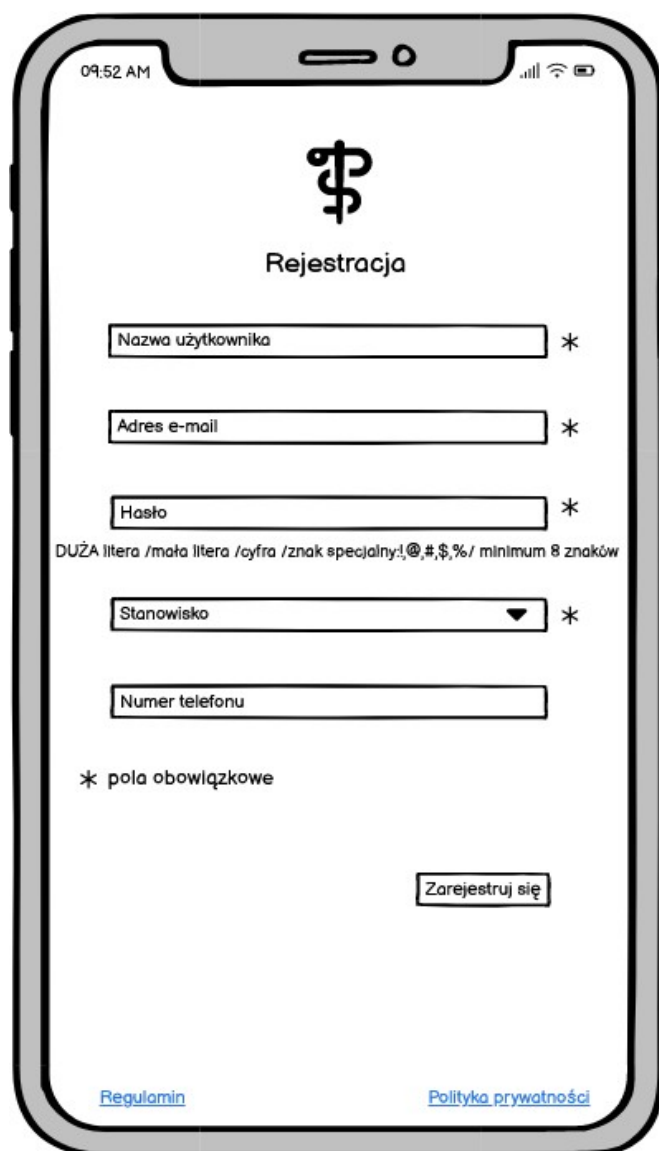 09:52 AM
Rejestracja
Nazwa użytkownika *
Adres e-mail *
Hasło *
DUŻA litera /mała litera /cyfra /znak specjalny:!,@,#,$,%/ minimum 8 znaków
Stanowisko *
Numer telefonu
* pola obowiązkowe
Zarejestruj się
Regulamin Polityka prywatności